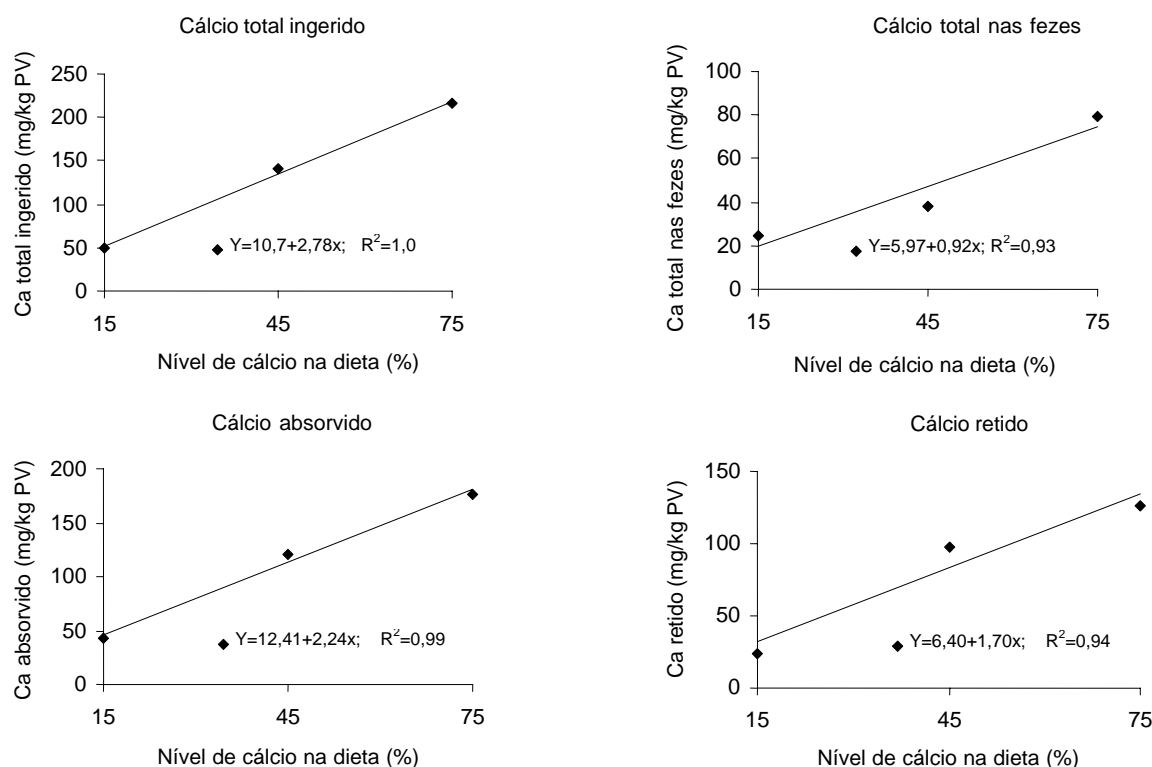 Cálcio total ingerido
Ca total ingerido (mg/kg PV)
250
200
150
100
50
0
Y=10,7+2,78x; R²=1,0
15 45 75
Nível de cálcio na dieta (%)
Cálcio total nas fezes
Ca total nas fezes (mg/kg PV)
100
80
60
40
20
0
Y=5,97+0,92x; R²=0,93
15 45 75
Nível de cálcio na dieta (%)
Cálcio absorvido
Ca absorvido (mg/kg PV)
200
150
100
50
0
Y=12,41+2,24x; R²=0,99
15 45 75
Nível de cálcio na dieta (%)
Cálcio retido
Ca retido (mg/kg PV)
150
100
50
0
Y=6,40+1,70x; R²=0,94
15 45 75
Nível de cálcio na dieta (%)